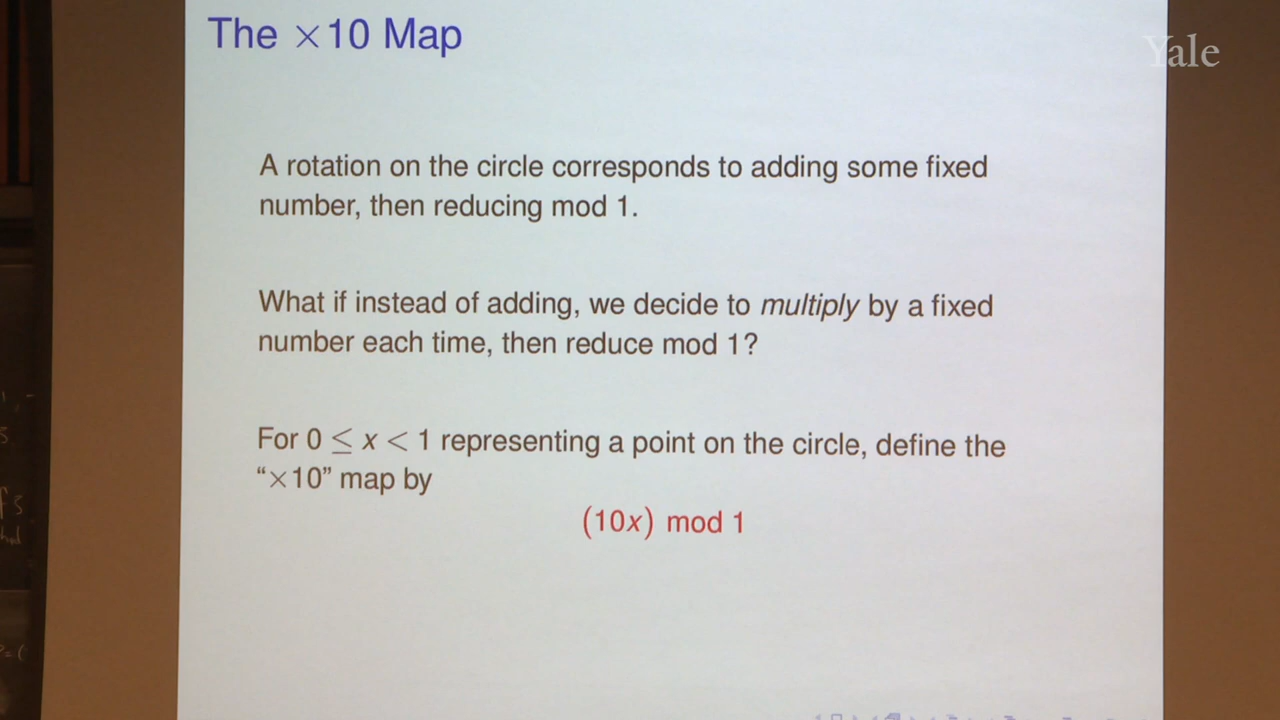 The ×10 Map
Yale
A rotation on the circle corresponds to adding some fixed
number, then reducing mod 1.
What if instead of adding, we decide to multiply by a fixed
number each time, then reduce mod 1?
For 0 ≤ x < 1 representing a point on the circle, define the
“×10” map by
(10x) mod 1